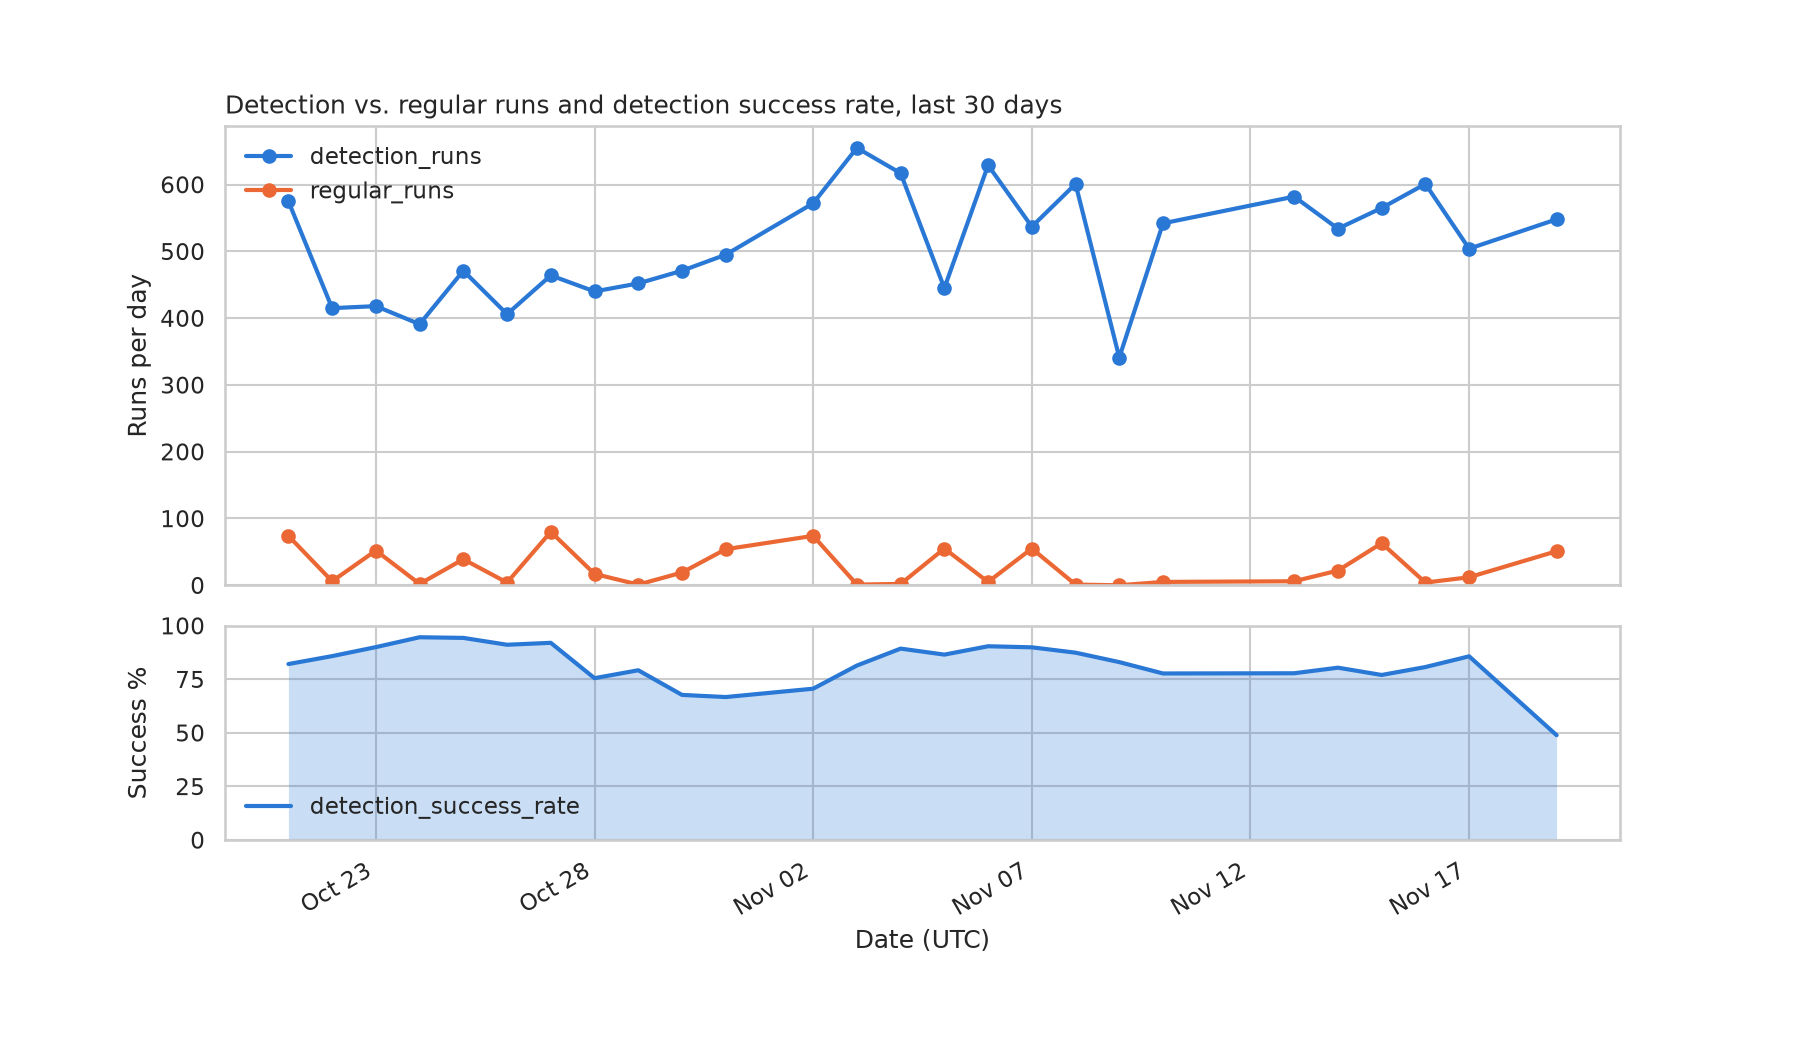 Detection vs. regular runs and detection success rate, last 30 days
detection_runs
regular_runs
Runs per day
600
500
400
300
200
100
0
Success %
100
75
50
25
0
detection_success_rate
Oct 23
Oct 28
Nov 02
Nov 07
Nov 12
Nov 17
Date (UTC)